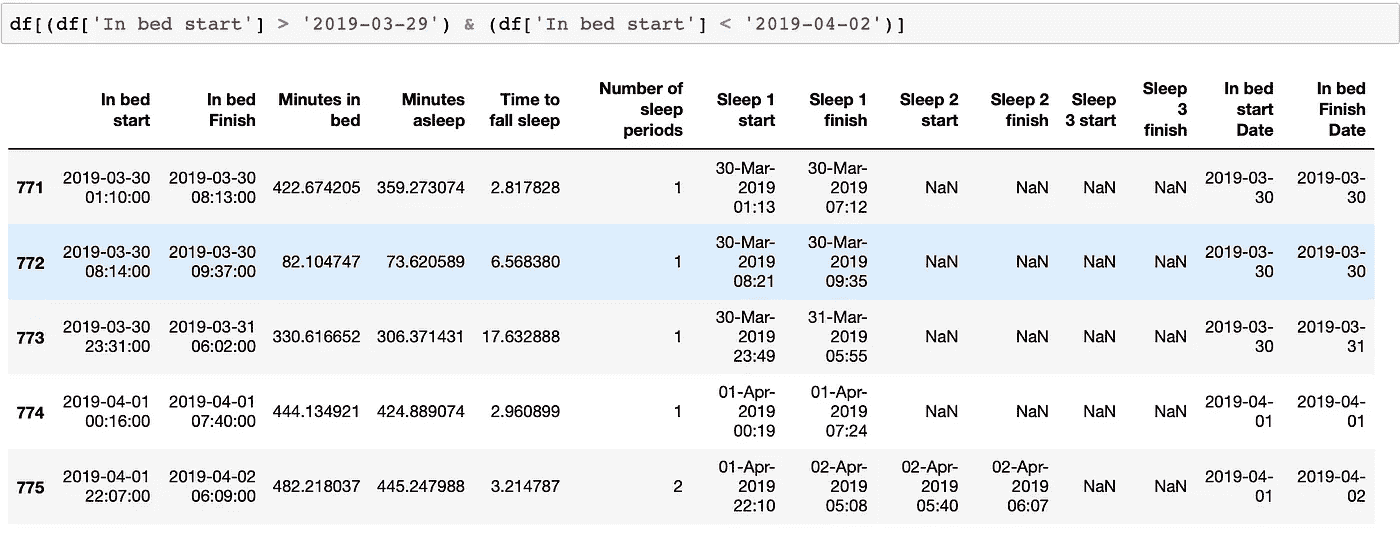 df[(df['In bed start'] > '2019-03-29') & (df['In bed start'] < '2019-04-02')]
In bed start In bed Finish Minutes in bed Minutes asleep Time to fall sleep Number of sleep periods Sleep 1 start Sleep 1 finish Sleep 2 start Sleep 2 finish Sleep 3 start Sleep 3 finish In bed start Date In bed Finish Date
771 2019-03-30 01:10:00 2019-03-30 08:13:00 422.674205 359.273074 2.817828 1 30-Mar-2019 01:13 30-Mar-2019 07:12 NaN NaN NaN NaN 2019-03-30 2019-03-30
772 2019-03-30 08:14:00 2019-03-30 09:37:00 82.104747 73.620589 6.568380 1 30-Mar-2019 08:21 30-Mar-2019 09:35 NaN NaN NaN NaN 2019-03-30 2019-03-30
773 2019-03-30 23:31:00 2019-03-31 06:02:00 330.616652 306.371431 17.632888 1 30-Mar-2019 23:49 31-Mar-2019 05:55 NaN NaN NaN NaN 2019-03-30 2019-03-31
774 2019-04-01 00:16:00 2019-04-01 07:40:00 444.134921 424.889074 2.960899 1 01-Apr-2019 00:19 01-Apr-2019 07:24 NaN NaN NaN NaN 2019-04-01 2019-04-01
775 2019-04-01 22:07:00 2019-04-02 06:09:00 482.218037 445.247988 3.214787 2 01-Apr-2019 22:10 02-Apr-2019 05:08 02-Apr-2019 05:40 02-Apr-2019 06:07 NaN NaN 2019-04-01 2019-04-02